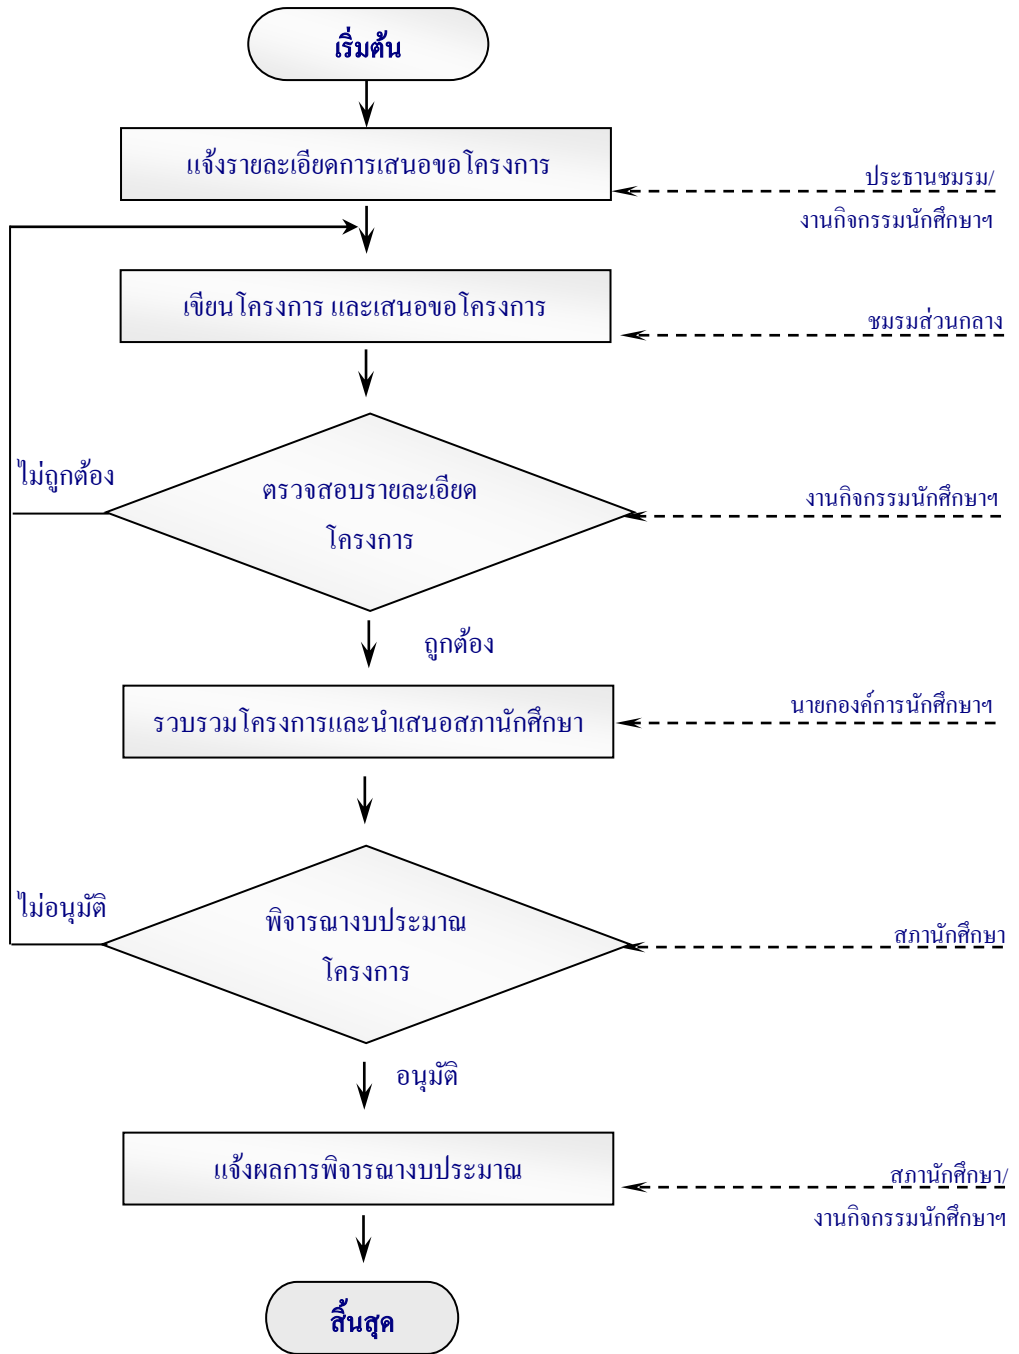 เริ่มต้น
แจ้งรายละเอียดการเสนอขอโครงการ
ประธานชมรม/
งานกิจกรรมนักศึกษาฯ
เขียนโครงการ และเสนอขอโครงการ
ชมรมส่วนกลาง
ไม่ถูกต้อง
ตรวจสอบรายละเอียด
โครงการ
งานกิจกรรมนักศึกษาฯ
ถูกต้อง
รวบรวมโครงการและนำเสนอสภานักศึกษา
นายกองค์การนักศึกษาฯ
ไม่อนุมัติ
พิจารณางบประมาณ
โครงการ
สภานักศึกษา
อนุมัติ
แจ้งผลการพิจารณางบประมาณ
สภานักศึกษา/
งานกิจกรรมนักศึกษาฯ
สิ้นสุด